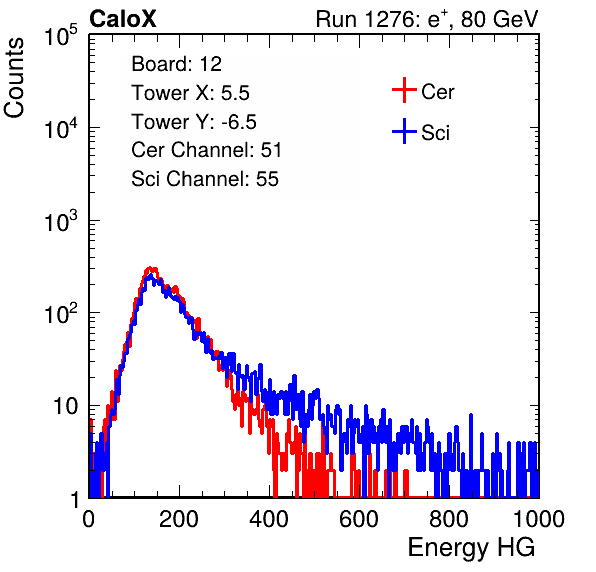 CaloX Run 1276: e⁺, 80 GeV
Counts
Board: 12
Tower X: 5.5
Tower Y: -6.5
Cer Channel: 51
Sci Channel: 55
Cer
Sci
10⁵
10⁴
10³
10²
10
1
0 200 400 600 800 1000
Energy HG